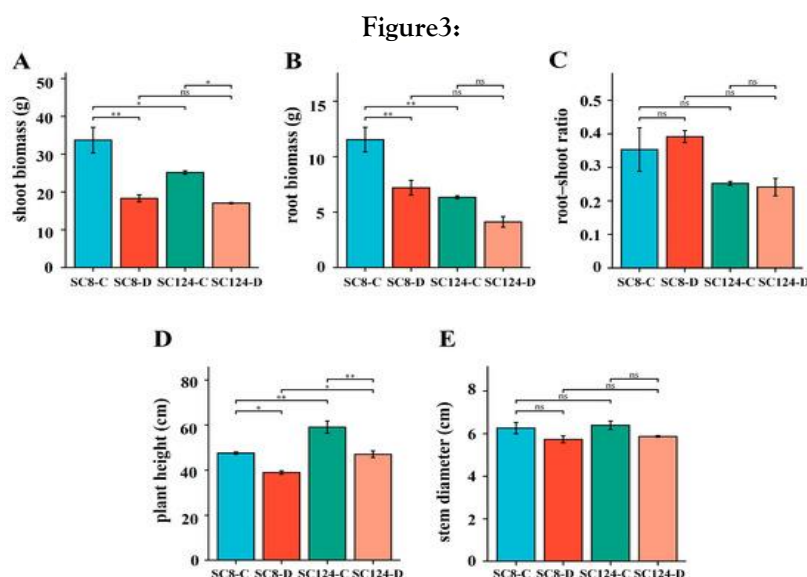 Figure3:
A
shoot biomass (g)
50
40
30
20
10
0
**
*
ns
*
SC8-C SC8-D SC124-C SC124-D
B
root biomass (g)
15
10
5
0
**
**
ns
ns
SC8-C SC8-D SC124-C SC124-D
C
root–shoot ratio
0.5
0.4
0.3
0.2
0.1
0
ns
ns
ns
ns
SC8-C SC8-D SC124-C SC124-D
D
plant height (cm)
80
60
40
20
0
*
**
*
**
SC8-C SC8-D SC124-C SC124-D
E
stem diameter (cm)
8
6
4
2
0
ns
ns
ns
ns
SC8-C SC8-D SC124-C SC124-D